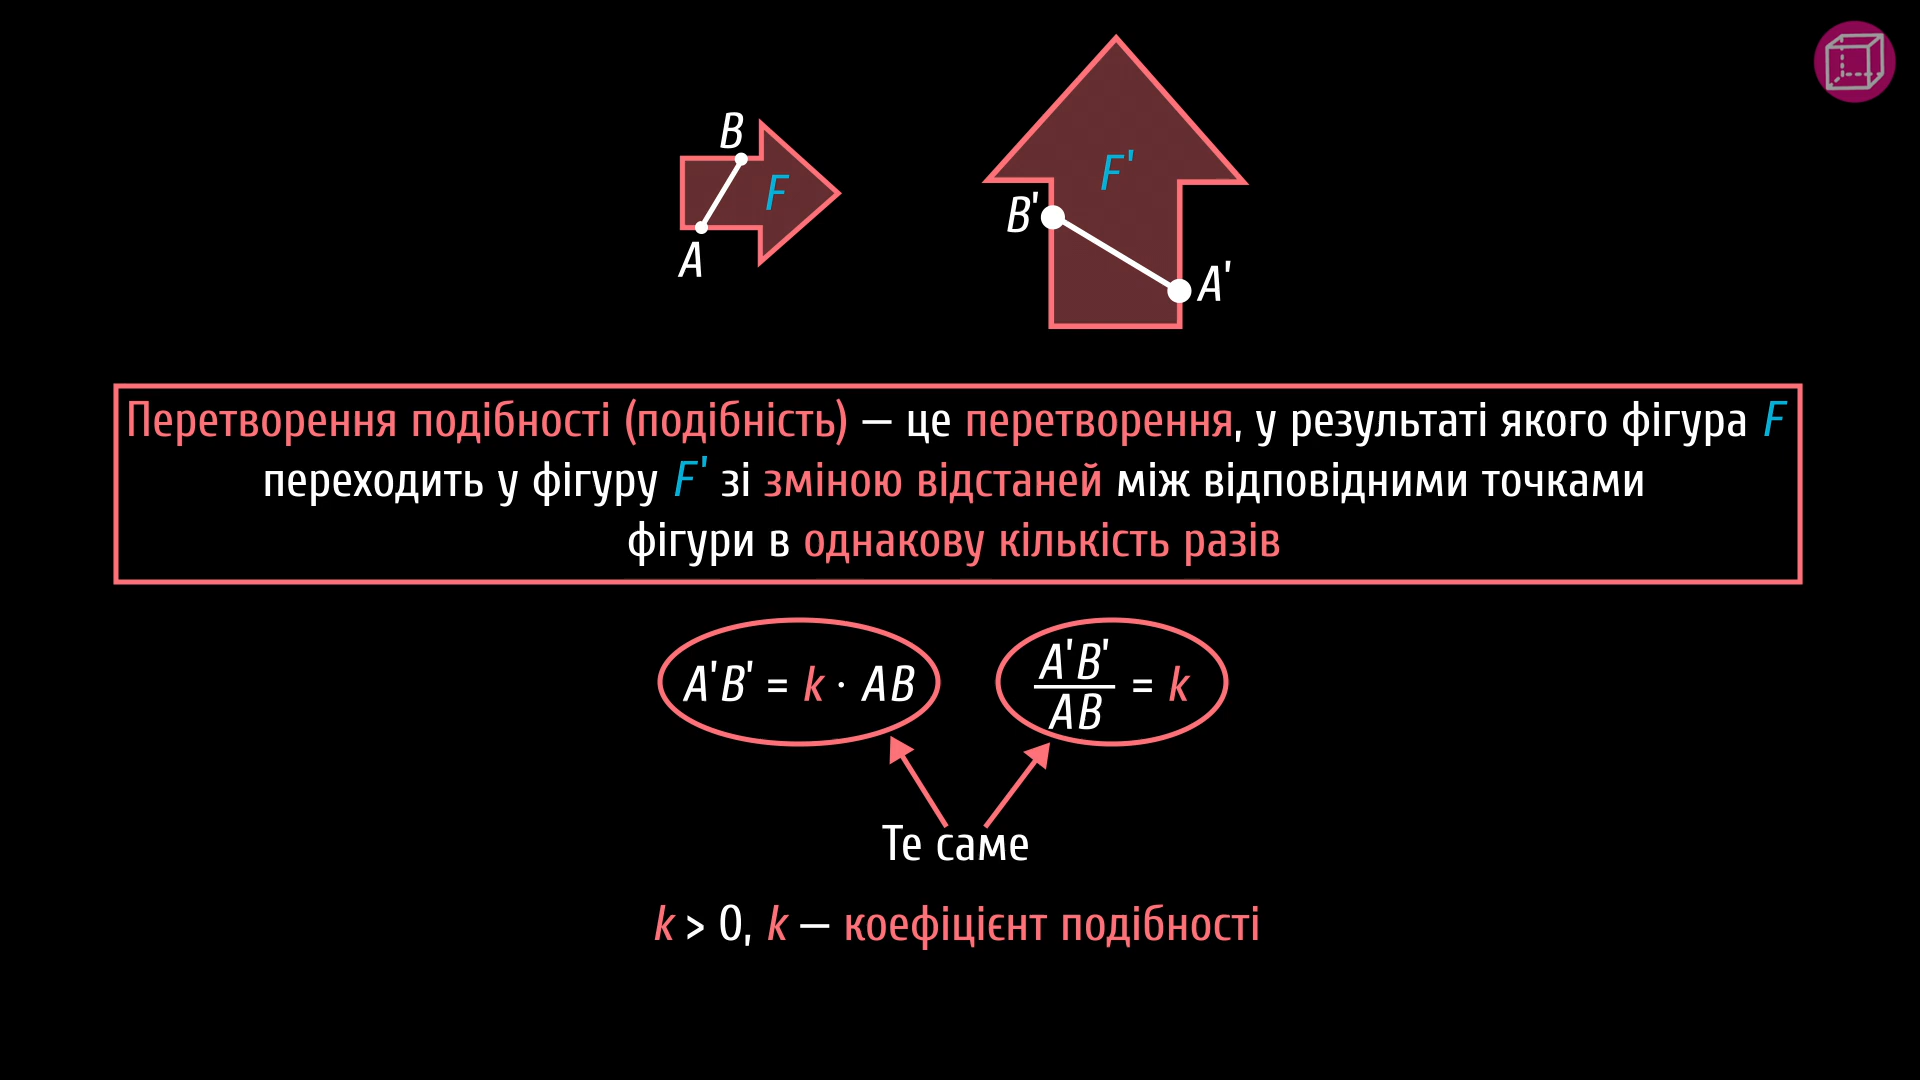 B
F
A
F'
B'
A'
Перетворення подібності (подібність) — це перетворення, у результаті якого фігура F
переходить у фігуру F' зі зміною відстаней між відповідними точками
фігури в однакову кількість разів
A'B' = k · AB
A'B'
AB
= k
Те саме
k > 0, k — коефіцієнт подібності